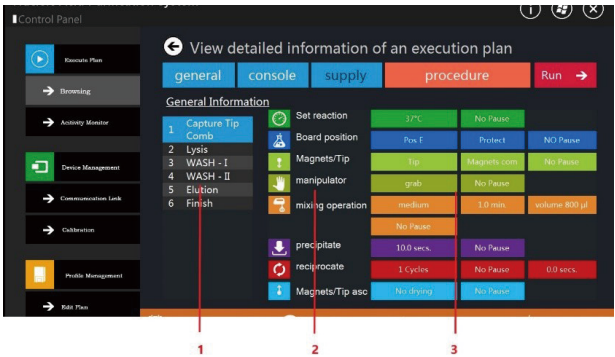 Control Panel
View detailed information of an execution plan
Execute Plan
Browsing
Activity Monitor
Device Management
Communication Link
Calibration
Profile Management
Edit Plan
general console supply procedure Run
General Information
1 Capture Tip Comb
2 Lysis
3 WASH - I
4 WASH - II
5 Elution
6 Finish
Set reaction 37°C No Pause
Board position Pos E Protect NO Pause
Magnets/Tip Tip Magnets com No Pause
manipulator grab No Pause
mixing operation medium 1.0 min. volume 800 μl
No Pause
precipitate 10.0 secs. No Pause
reciprocate 1 Cycles No Pause 0.0 secs.
Magnets/Tip asc No drying No Pause
1 2 3